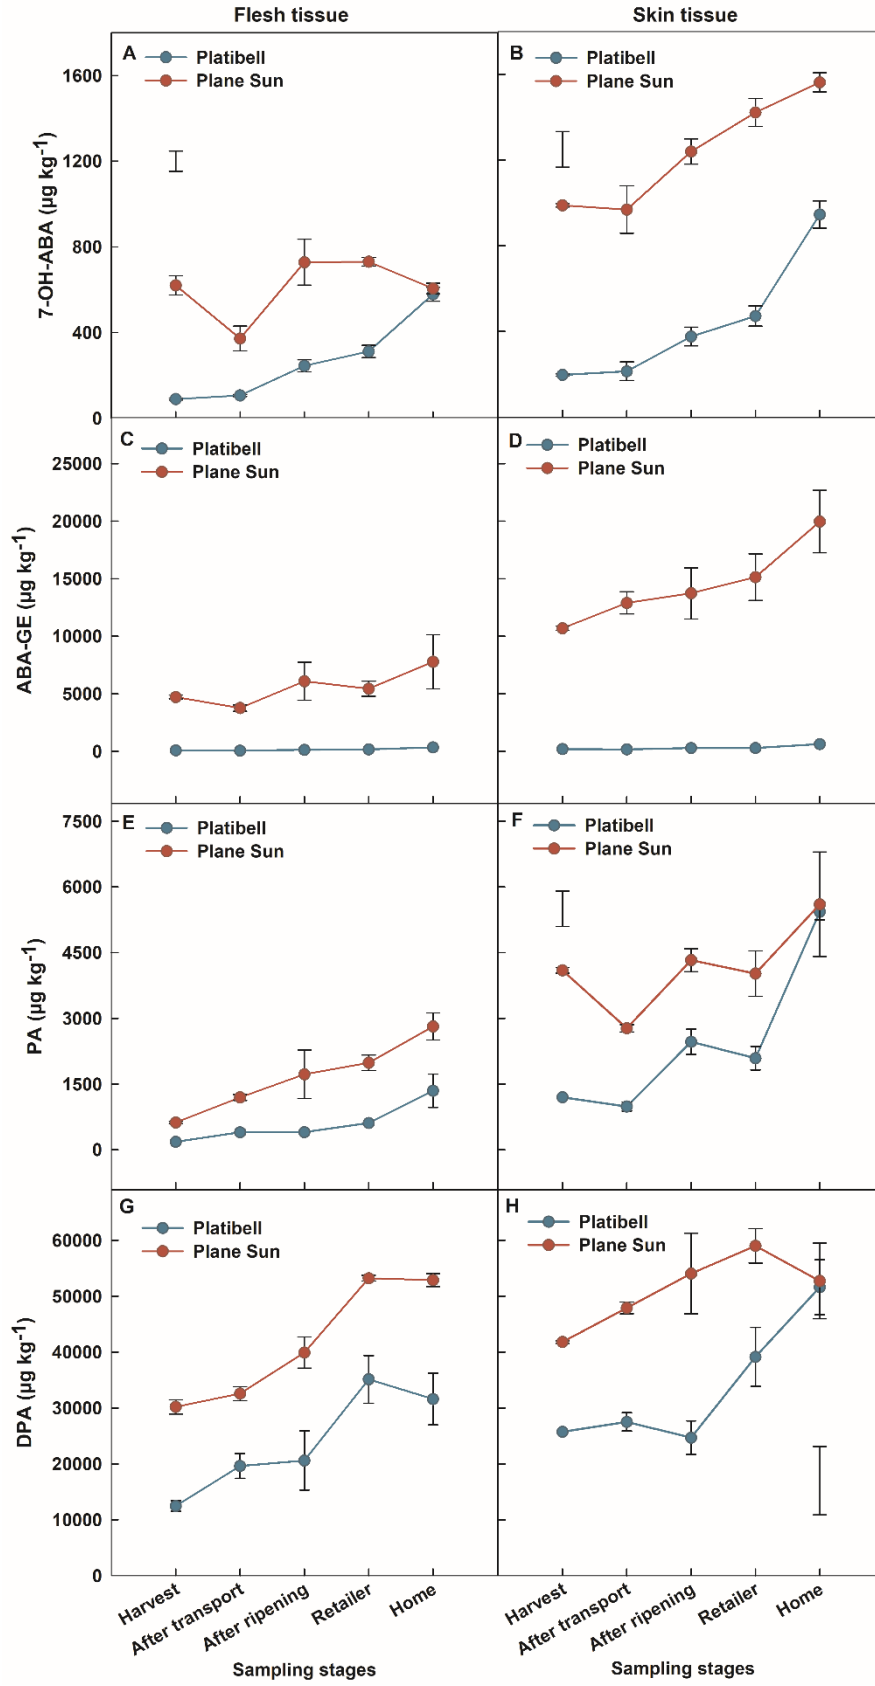 Flesh tissue
Skin tissue
A
Platibell
Plane Sun
B
Platibell
Plane Sun
1600
1200
800
400
0
7-OH-ABA (µg kg⁻¹)
C
Platibell
Plane Sun
D
Platibell
Plane Sun
25000
20000
15000
10000
5000
0
ABA-GE (µg kg⁻¹)
E
Platibell
Plane Sun
F
Platibell
Plane Sun
7500
6000
4500
3000
1500
0
PA (µg kg⁻¹)
G
Platibell
Plane Sun
H
Platibell
Plane Sun
60000
50000
40000
30000
20000
10000
0
DPA (µg kg⁻¹)
Harvest
After transport
After ripening
Retailer
Home
Harvest
After transport
After ripening
Retailer
Home
Sampling stages
Sampling stages